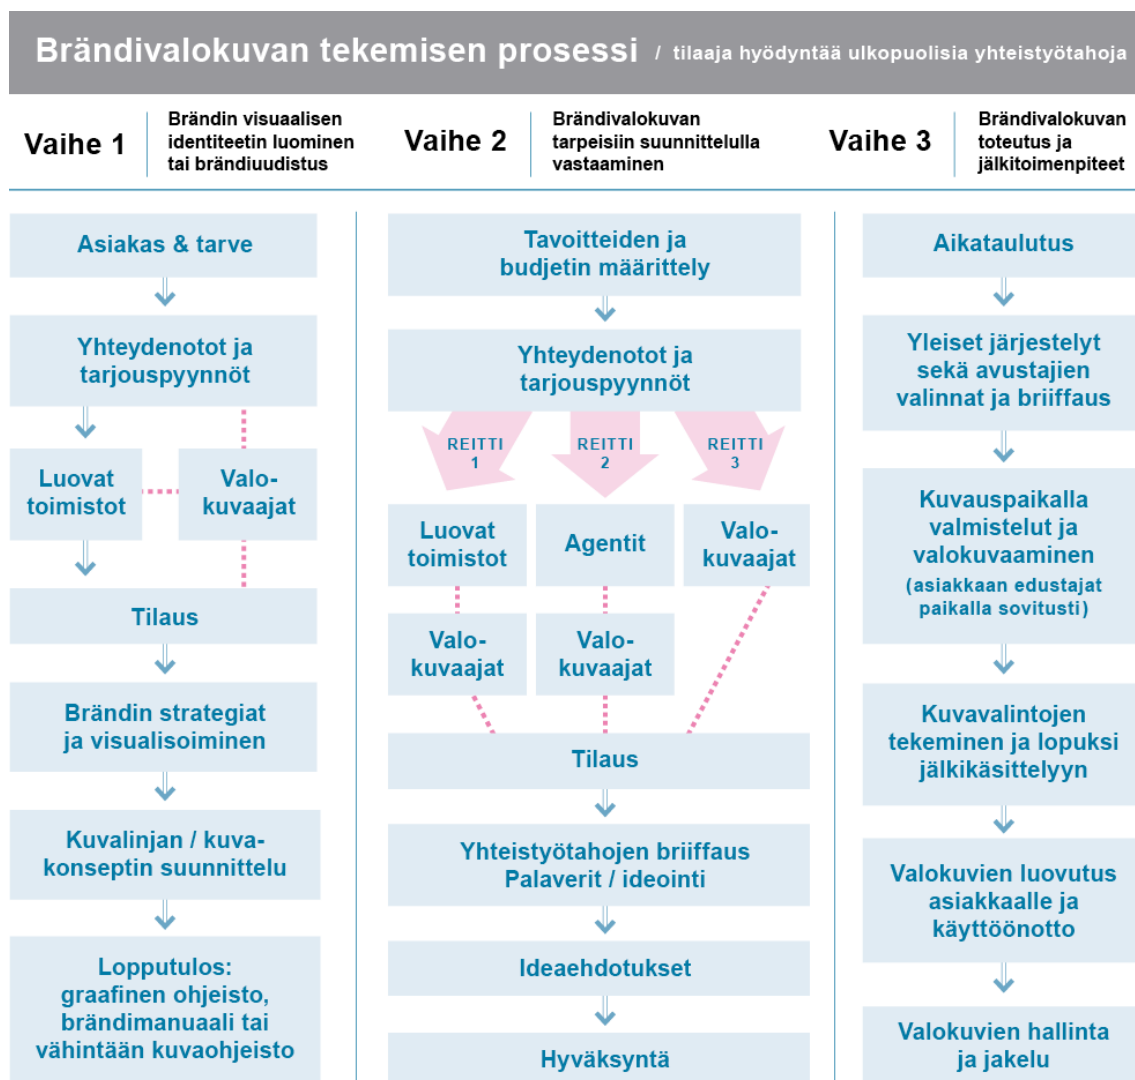 Brändivalokuvan tekemisen prosessi / tilaaja hyödyntää ulkopuolisia yhteistyötahoja
Vaihe 1
Brändin visuaalisen
identiteetin luominen
tai brändiuudistus
Vaihe 2
Brändivalokuvan
tarpeisiin suunnittelulla
vastaaminen
Vaihe 3
Brändivalokuvan
toteutus ja
jälkitoimenpiteet
Asiakas & tarve
Yhteydenotot ja
tarjouspyynnöt
Luovat
toimistot
Valo-
kuvaajat
Tilaus
Brändin strategiat
ja visualisoiminen
Kuvalinjan / kuva-
konseptin suunnittelu
Lopputulos:
graafinen ohjeisto,
brändimanuaali tai
vähintään kuvaohjeisto
Tavoitteiden ja
budjetin määrittely
Yhteydenotot ja
tarjouspyynnöt
REITTI
1
REITTI
2
REITTI
3
Luovat
toimistot
Agentit
Valo-
kuvaajat
Valo-
kuvaajat
Valo-
kuvaajat
Tilaus
Yhteistyötahojen briiffaus
Palaverit / ideointi
Ideaehdotukset
Hyväksyntä
Aikataulutus
Yleiset järjestelyt
sekä avustajien
valinnat ja briiffaus
Kuvauspaikalla
valmistelut ja
valokuvaaminen
(asiakkaan edustajat
paikalla sovitusti)
Kuvavalintojen
tekeminen ja lopuksi
jälkikäsittelyyn
Valokuvien luovutus
asiakkaalle ja
käyttöönotto
Valokuvien hallinta
ja jakelu